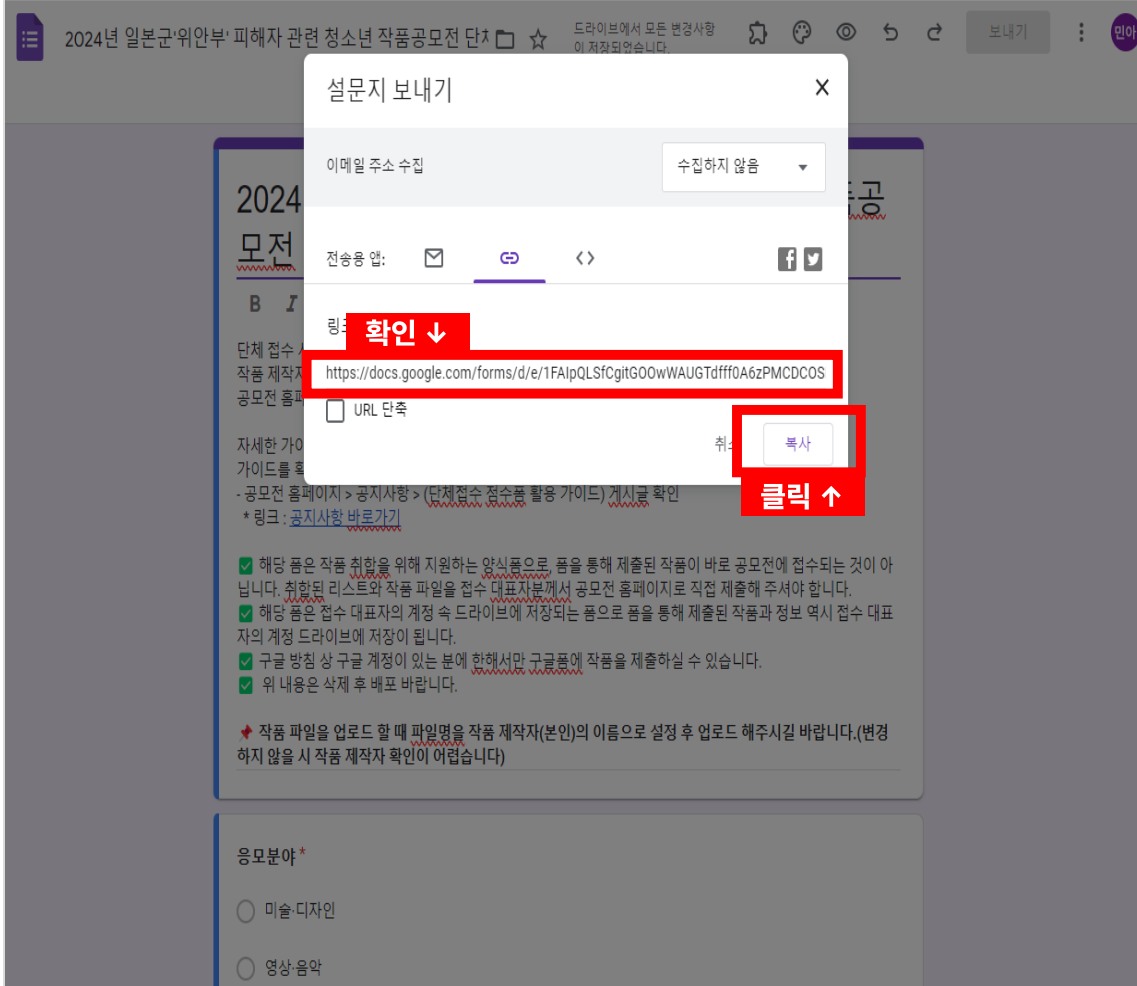 2024년 일본군'위안부' 피해자 관련 청소년 작품공모전 단체
드라이브에서 모든 변경사항
이 저장되었습니다.
보내기
민아
설문지 보내기
X
이메일 주소 수집
수집하지 않음
2024
품공
모전
전송용 앱:
B I
링크
확인 ↓
단체 접수
작품 제작자
https://docs.google.com/forms/d/e/1FAIpQLSfCgitGOOwWAUGTdfff0A6zPMCDCOS
공모전 홈페
URL 단축
자세한 가이
취소
복사
가이드를 확
클릭 ↑
- 공모전 홈페이지 > 공지사항 > (단체접수 접수폼 활용 가이드) 게시글 확인
* 링크 : 공지사항 바로가기
✅ 해당 폼은 작품 취합을 위해 지원하는 양식폼으로, 폼을 통해 제출된 작품이 바로 공모전에 접수되는 것이 아
닙니다. 취합된 리스트와 작품 파일을 접수 대표자분께서 공모전 홈페이지로 직접 제출해 주셔야 합니다.
✅ 해당 폼은 접수 대표자의 계정 속 드라이브에 저장되는 폼으로 폼을 통해 제출된 작품과 정보 역시 접수 대표
자의 계정 드라이브에 저장이 됩니다.
✅ 구글 방침 상 구글 계정이 있는 분에 한해서만 구글폼에 작품을 제출하실 수 있습니다.
✅ 위 내용은 삭제 후 배포 바랍니다.
📌 작품 파일을 업로드 할 때 파일명을 작품 제작자(본인)의 이름으로 설정 후 업로드 해주시길 바랍니다.(변경
하지 않을 시 작품 제작자 확인이 어렵습니다)
응모분야 *
미술·디자인
영상·음악